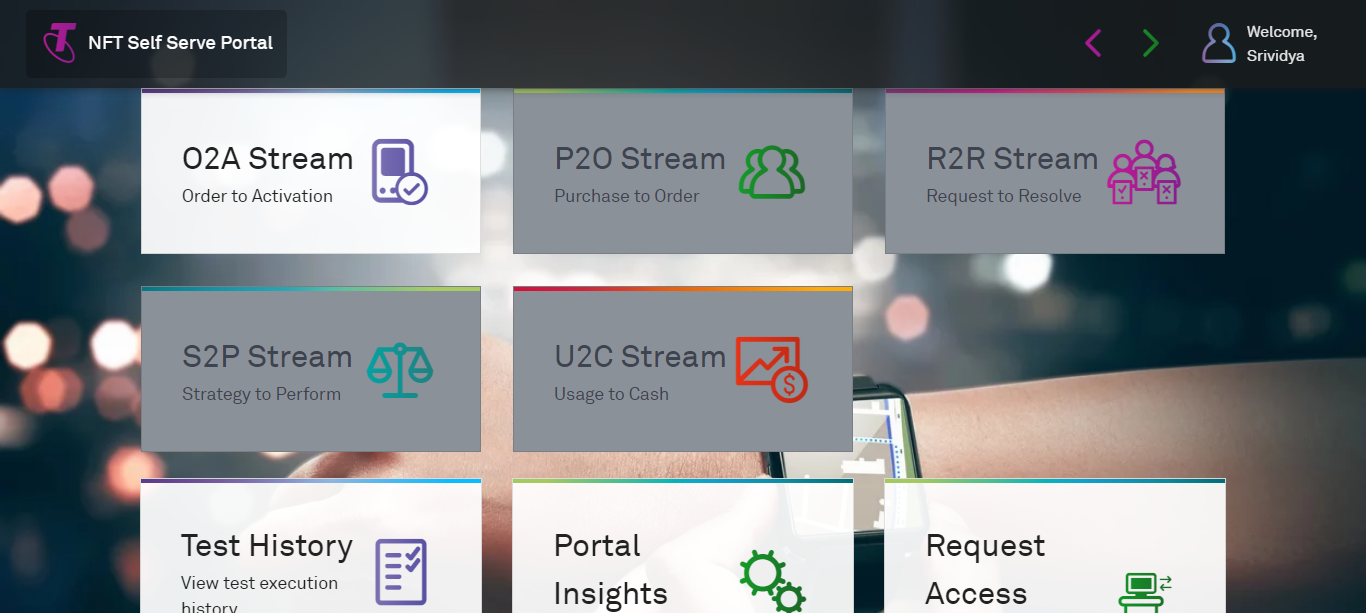 NFT Self Serve Portal
Welcome,
Srividya
O2A Stream
Order to Activation
P2O Stream
Purchase to Order
R2R Stream
Request to Resolve
S2P Stream
Strategy to Perform
U2C Stream
Usage to Cash
Test History
View test execution
history
Portal
Insights
Request
Access